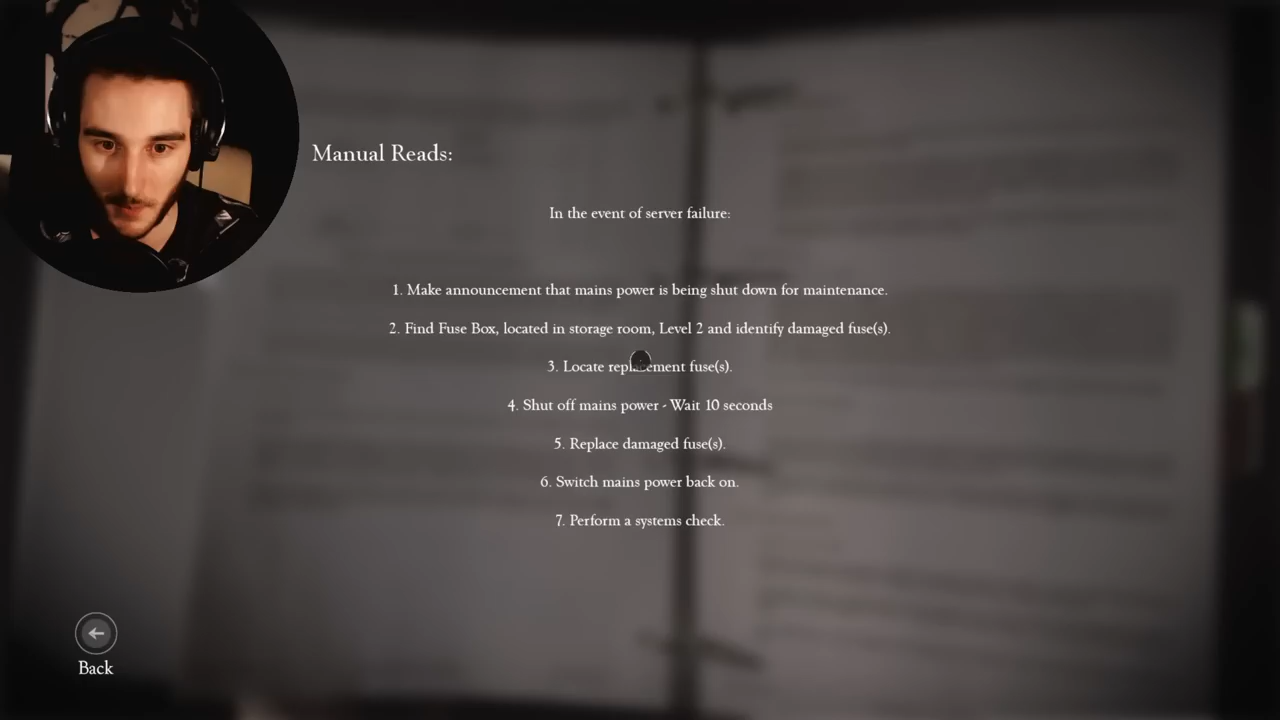 Manual Reads:
In the event of server failure:
1. Make announcement that mains power is being shut down for maintenance.
2. Find Fuse Box, located in storage room, Level 2 and identify damaged fuse(s).
3. Locate replacement fuse(s).
4. Shut off mains power - Wait 10 seconds
5. Replace damaged fuse(s).
6. Switch mains power back on.
7. Perform a systems check.
Back